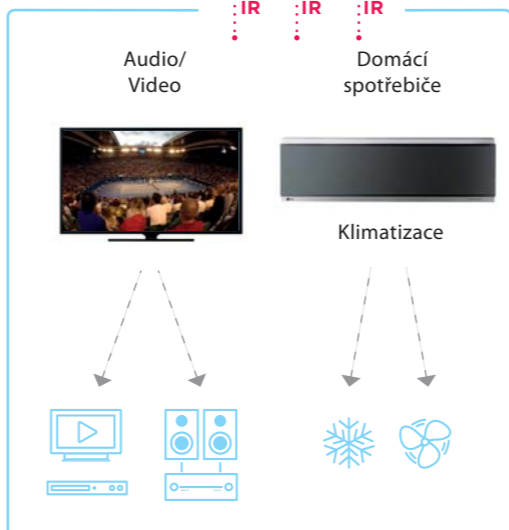 IR IR IR
Audio/
Video
Domácí
spotřebiče
Klimatizace